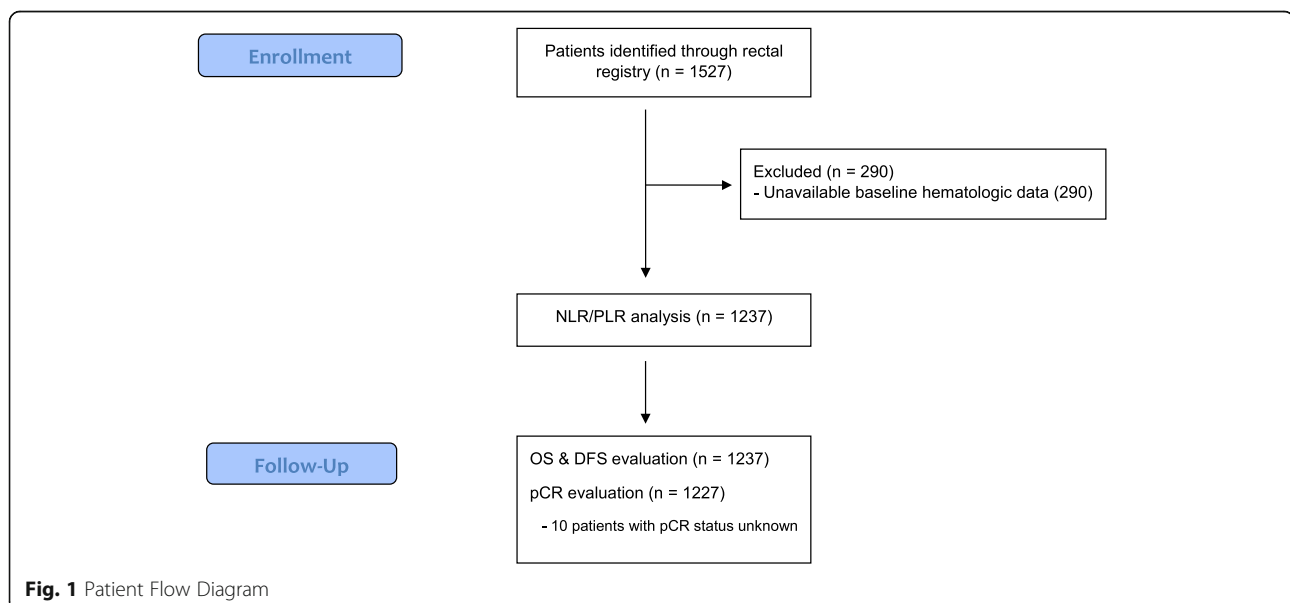 Enrollment
Patients identified through rectal
registry (n = 1527)
Excluded (n = 290)
- Unavailable baseline hematologic data (290)
NLR/PLR analysis (n = 1237)
Follow-Up
OS & DFS evaluation (n = 1237)
pCR evaluation (n = 1227)
- 10 patients with pCR status unknown
Fig. 1 Patient Flow Diagram